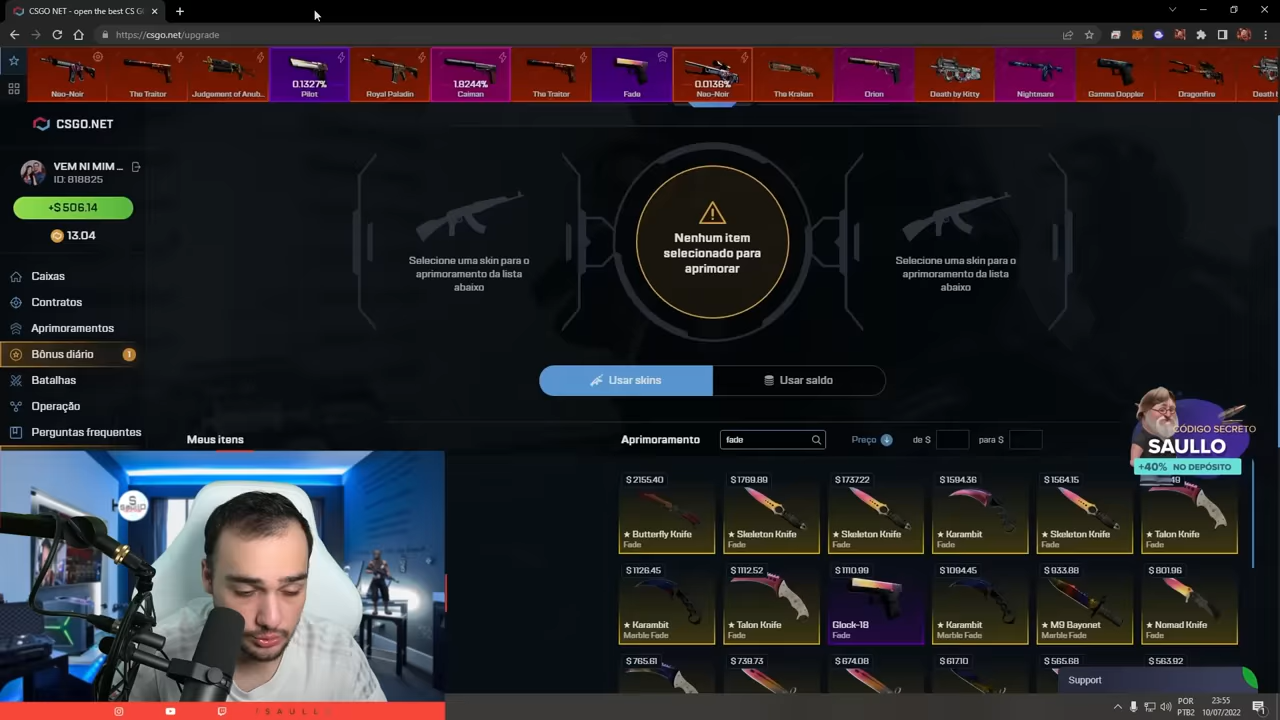 CSGO NET - open the best CS G
https://csgo.net/upgrade
Neo-Noir
The Traitor
Judgement of Anub...
0.1327%
Pilot
Royal Paladin
1.8244%
Caiman
The Traitor
Fade
0.0136%
Neo-Noir
The Kraken
Orion
Death by Kitty
Nightmare
Gamma Doppler
Dragonfire
Death b
CSGO.NET
VEM NI MIM ...
ID: 818825
+$ 506.14
13.04
Caixas
Contratos
Aprimoramentos
Bônus diário
1
Batalhas
Operação
Perguntas frequentes
Selecione uma skin para o
aprimoramento da lista
abaixo
Nenhum item
selecionado para
aprimorar
Selecione uma skin para o
aprimoramento da lista
abaixo
Usar skins
Usar saldo
Meus itens
Aprimoramento
fade
Preço
de $
para $
CÓDIGO SECRETO
SAULLO
+40% NO DEPÓSITO
$ 2155.40
★ Butterfly Knife
Fade
$ 1769.89
★ Skeleton Knife
Fade
$ 1737.22
★ Skeleton Knife
Fade
$ 1594.36
★ Karambit
Fade
$ 1564.15
★ Skeleton Knife
Fade
★ Talon Knife
Fade
$ 1126.45
★ Karambit
Marble Fade
$ 1112.52
★ Talon Knife
Fade
$ 1110.99
Glock-18
Fade
$ 1094.45
★ Karambit
Marble Fade
$ 933.88
★ M9 Bayonet
Marble Fade
$ 801.96
★ Nomad Knife
Fade
$ 765.61
$ 739.73
$ 674.08
$ 617.10
$ 565.68
$ 563.92
Support
SAULL
POR
PTB2
23:55
10/07/2022